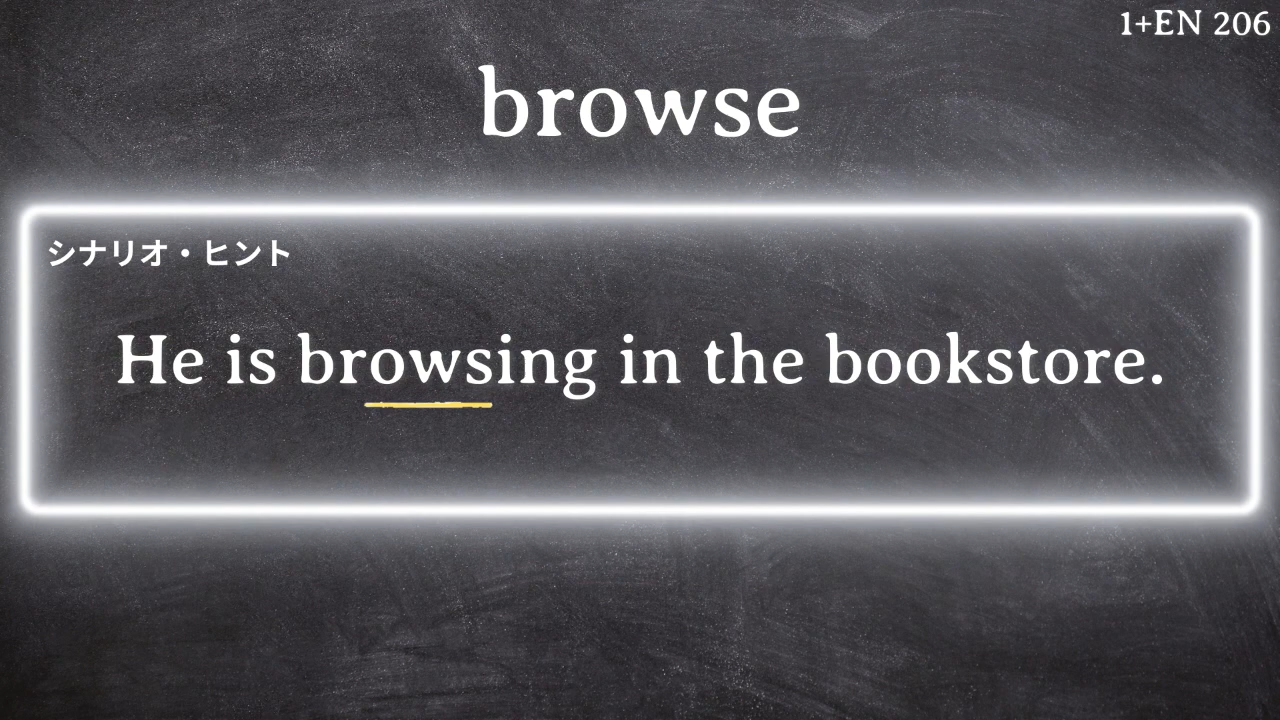 1+EN 206
browse
シナリオ・ヒント
He is browsing in the bookstore.